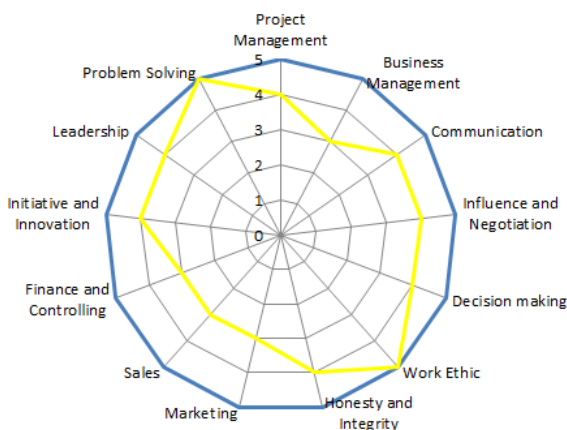 Project
Management
Business
Management
Communication
Influence and
Negotiation
Decision making
Work Ethic
Honesty and
Integrity
Marketing
Sales
Finance and
Controlling
Initiative and
Innovation
Leadership
Problem Solving
5
4
3
2
1
0